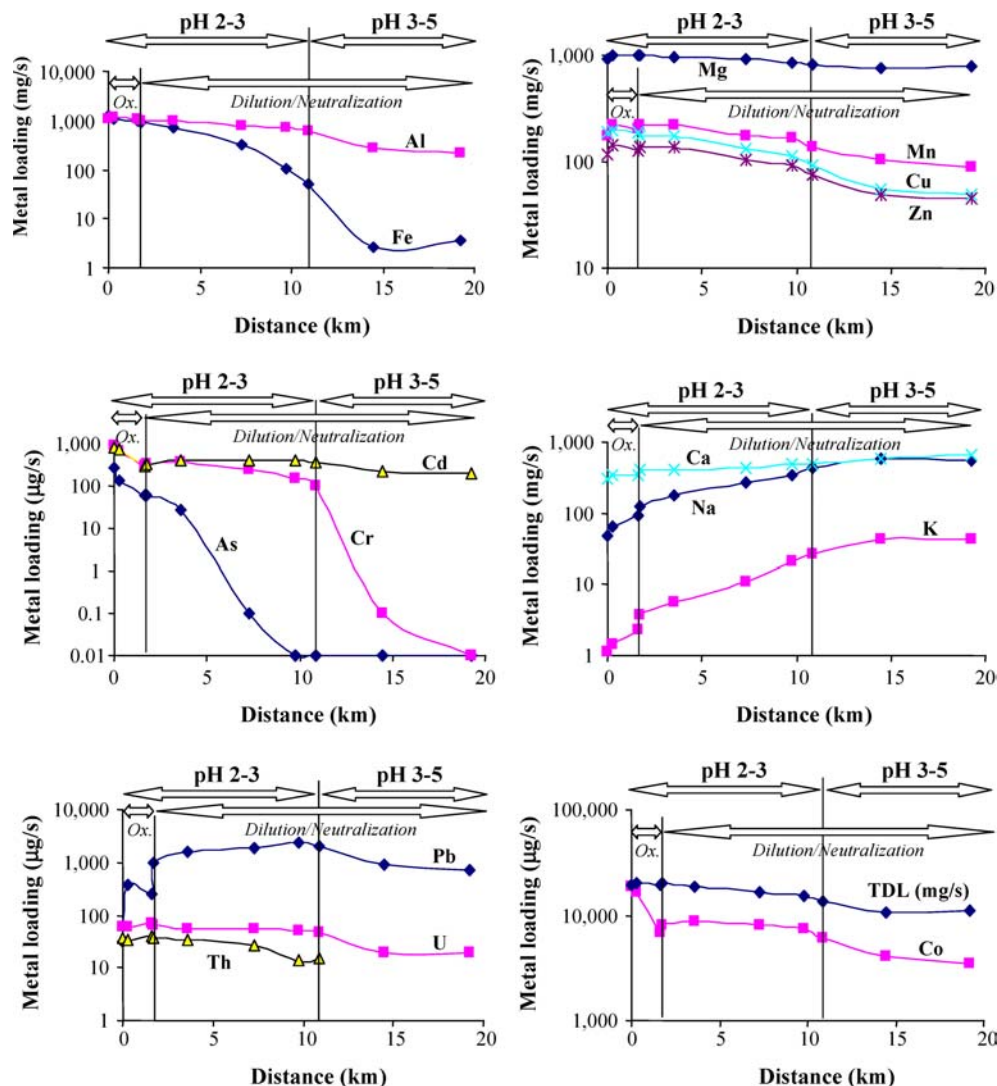 pH 2-3 pH 3-5
10,000
Ox. Dilution/Neutralization
1,000
Al
100
10
Fe
1
0 5 10 15 20
Metal loading (mg/s)
Distance (km)
pH 2-3 pH 3-5
1,000
Mg
Ox. Dilution/Neutralization
Mn
100
Cu
Zn
10
0 5 10 15 20
Metal loading (mg/s)
Distance (km)
pH 2-3 pH 3-5
Ox. Dilution/Neutralization
1,000
Cd
100
10
As Cr
1
0.1
0.01
0 5 10 15 20
Metal loading (µg/s)
Distance (km)
pH 2-3 pH 3-5
Ox. Dilution/Neutralization
1,000
Ca
Na
100
K
10
1
0 5 10 15 20
Metal loading (mg/s)
Distance (km)
pH 2-3 pH 3-5
10,000
Ox. Dilution/Neutralization
1,000
Pb
100
U
Th
10
1
0 5 10 15 20
Metal loading (µg/s)
Distance (km)
pH 2-3 pH 3-5
100,000
Ox. Dilution/Neutralization
TDL (mg/s)
10,000
Co
1,000
0 5 10 15 20
Metal loading (µg/s)
Distance (km)